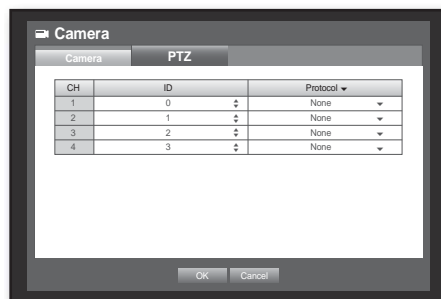 Camera
Camera PTZ
CH ID Protocol
1 0 None
2 1 None
3 2 None
4 3 None
OK Cancel